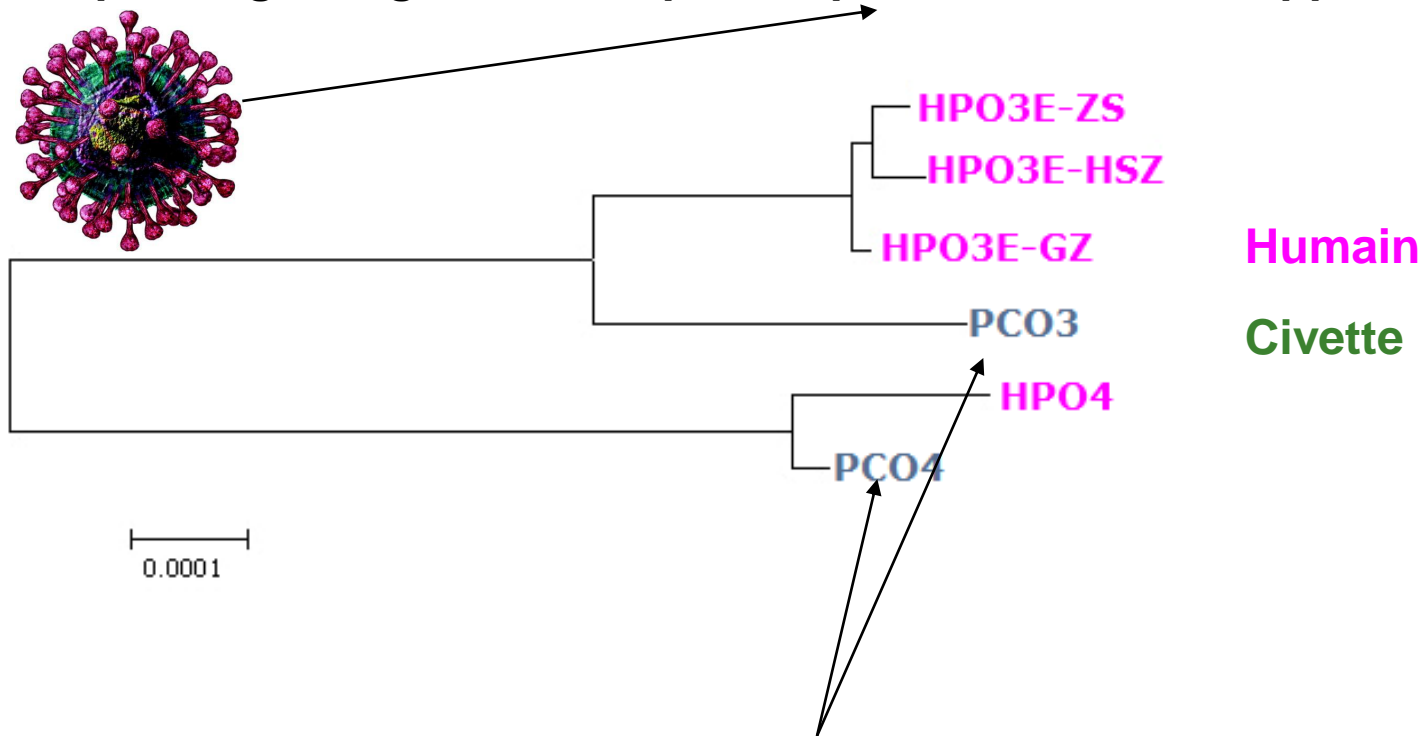 HPO3E-ZS
HPO3E-HSZ
HPO3E-GZ
Humain
PCO3
Civette
HPO4
PCO4
0.0001